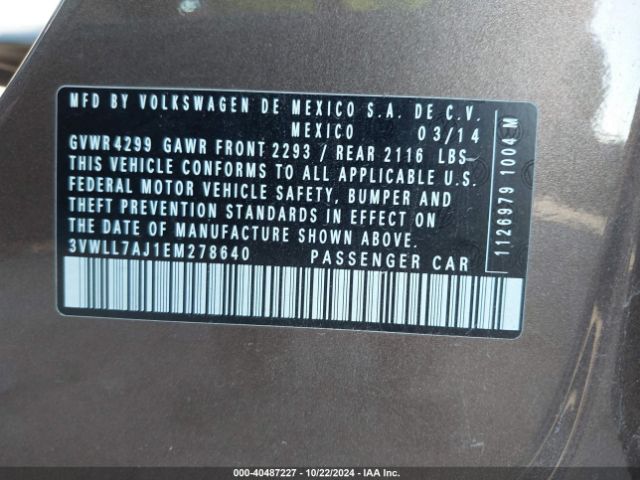 MFD BY VOLKSWAGEN DE MEXICO S.A. DE C.V.
MEXICO 03/14
GVWR 4299 GAWR FRONT 2293 / REAR 2116 LBS
THIS VEHICLE CONFORMS TO ALL APPLICABLE U.S.
FEDERAL MOTOR VEHICLE SAFETY, BUMPER AND
THEFT PREVENTION STANDARDS IN EFFECT ON
THE DATE OF MANUFACTURE SHOWN ABOVE.
3VWLL7AJ1EM278640 PASSENGER CAR
1126979 1004 M
© 40487227 - 10/22/2024 - IAA Inc.